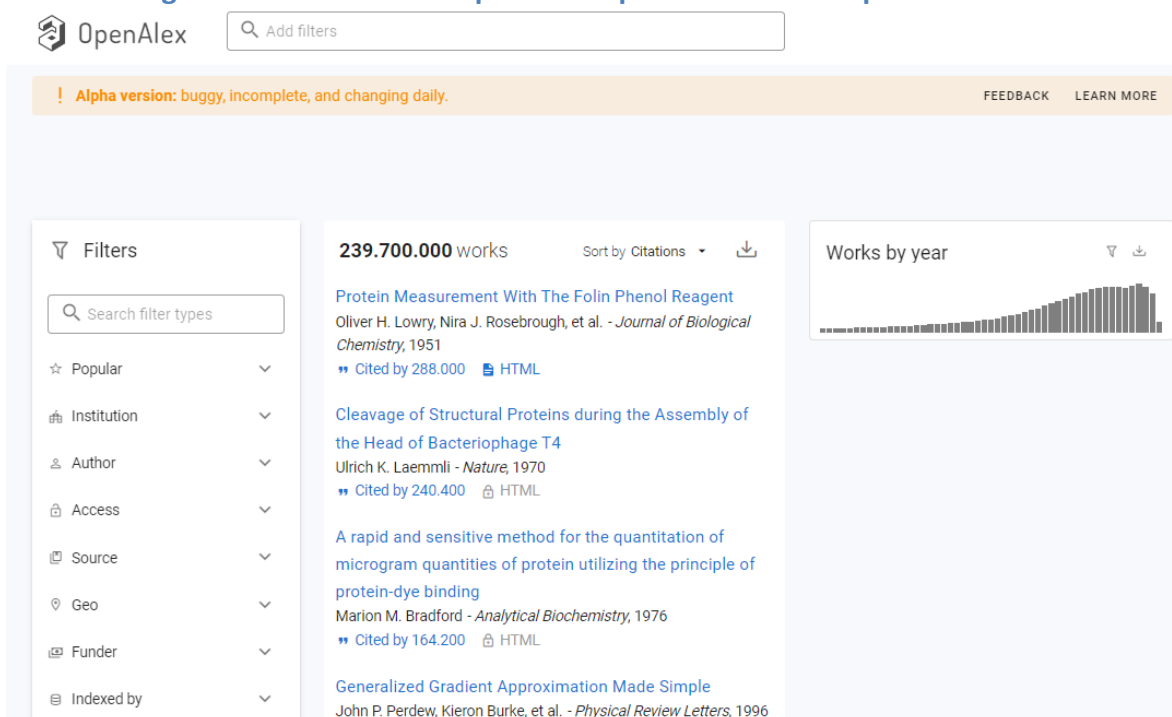 OpenAlex
Add filters
! Alpha version: buggy, incomplete, and changing daily.
FEEDBACK LEARN MORE
Filters
Search filter types
Popular
Institution
Author
Access
Source
Geo
Funder
Indexed by
239.700.000 works Sort by Citations
Protein Measurement With The Folin Phenol Reagent
Oliver H. Lowry, Nira J. Rosebrough, et al. - Journal of Biological
Chemistry, 1951
Cited by 288.000 HTML
Cleavage of Structural Proteins during the Assembly of
the Head of Bacteriophage T4
Ulrich K. Laemmli - Nature, 1970
Cited by 240.400 HTML
A rapid and sensitive method for the quantitation of
microgram quantities of protein utilizing the principle of
protein-dye binding
Marion M. Bradford - Analytical Biochemistry, 1976
Cited by 164.200 HTML
Generalized Gradient Approximation Made Simple
John P. Perdew, Kieron Burke, et al. - Physical Review Letters, 1996
Works by year